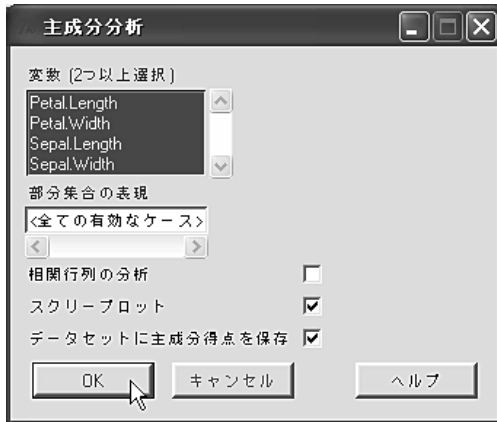 主成分分析
変数 (2つ以上選択)
Petal.Length
Petal.Width
Sepal.Length
Sepal.Width
部分集合の表現
<全ての有効なケース>
相関行列の分析
スクリープロット
データセットに主成分得点を保存
OK
キャンセル
ヘルプ